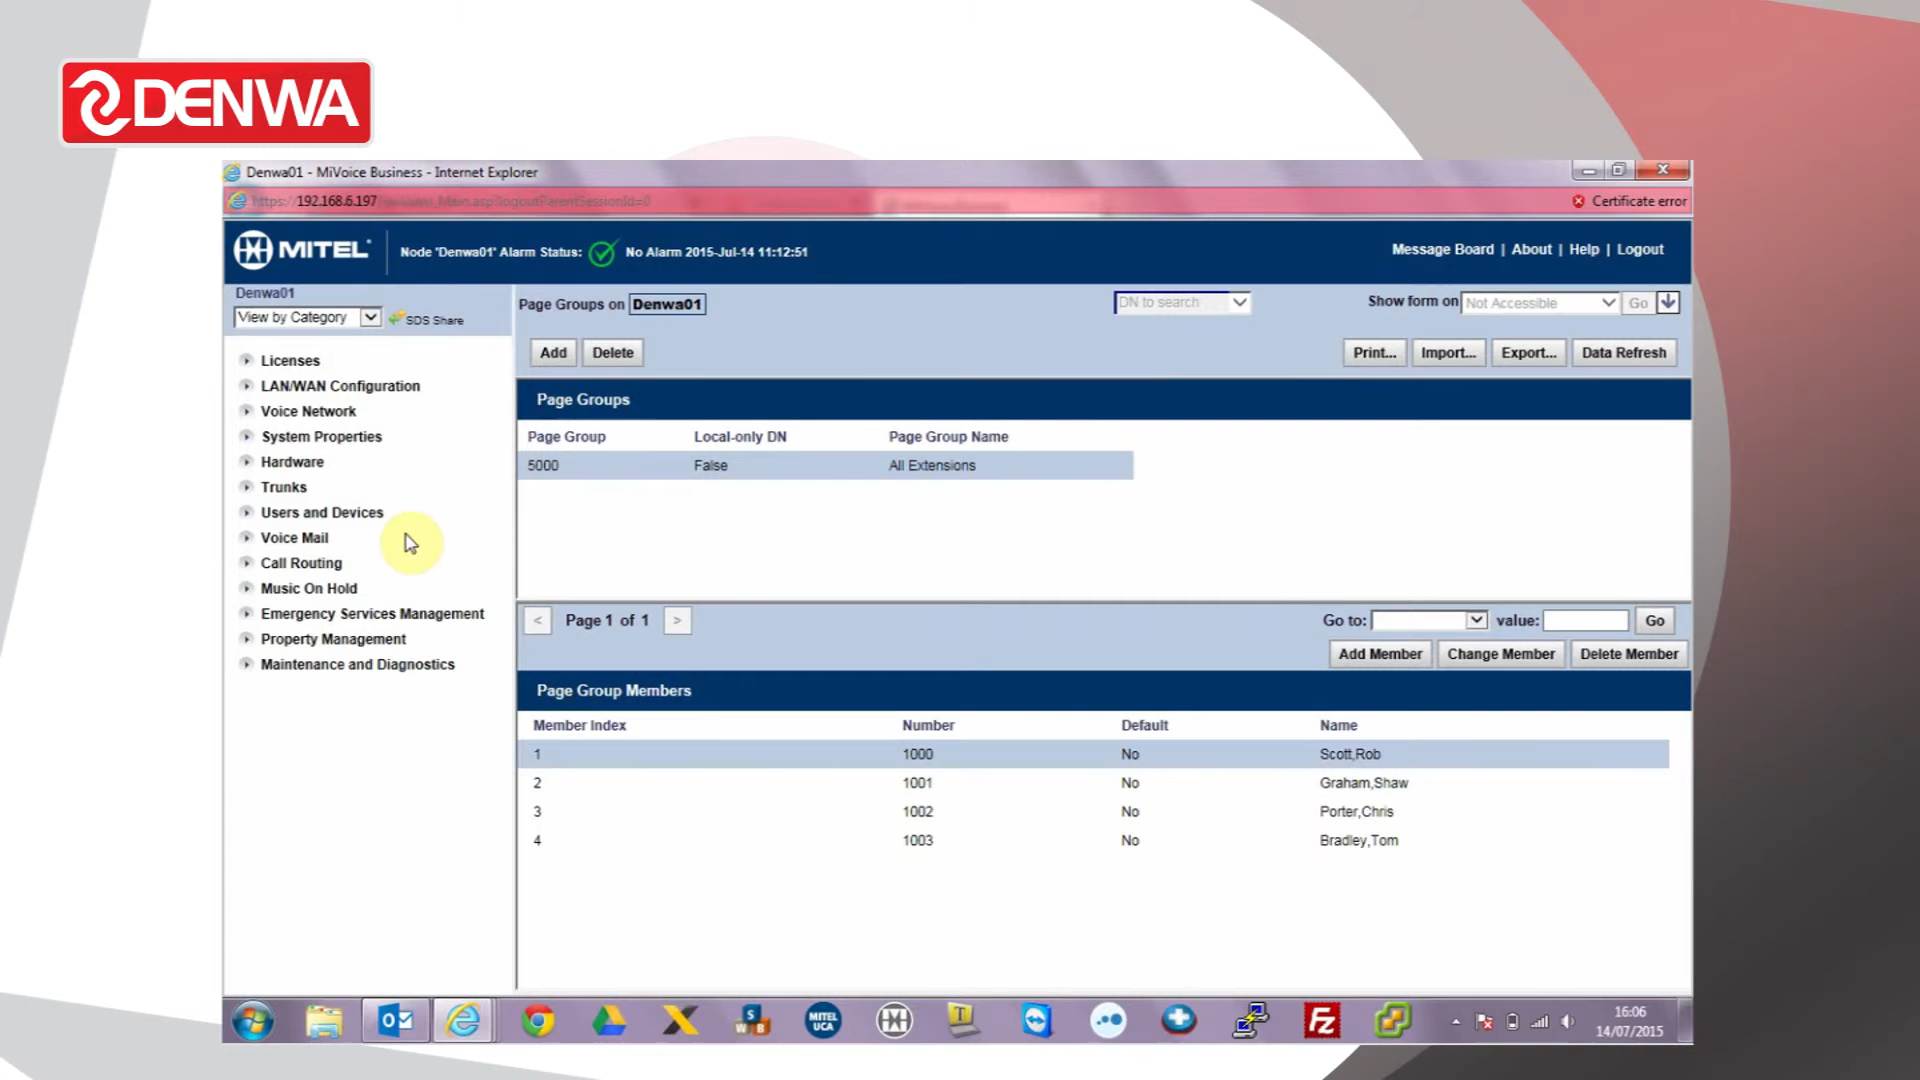 DENWA
Denwa01 - MiVoice Business - Internet Explorer
https://192.168.6.197
Certificate error
MITEL
Node 'Denwa01' Alarm Status: No Alarm 2015-Jul-14 11:12:51
Message Board | About | Help | Logout
Denwa01
View by Category SDS Share
Page Groups on Denwa01
DN to search
Show form on Not Accessible Go
Add Delete
Print... Import... Export... Data Refresh
Licenses
LAN/WAN Configuration
Voice Network
System Properties
Hardware
Trunks
Users and Devices
Voice Mail
Call Routing
Music On Hold
Emergency Services Management
Property Management
Maintenance and Diagnostics
Page Groups
Page Group Local-only DN Page Group Name
5000 False All Extensions
< Page 1 of 1 >
Go to: value: Go
Add Member Change Member Delete Member
Page Group Members
Member Index Number Default Name
1 1000 No Scott,Rob
2 1001 No Graham,Shaw
3 1002 No Porter,Chris
4 1003 No Bradley,Tom
MITEL
UCA
16:06
14/07/2015